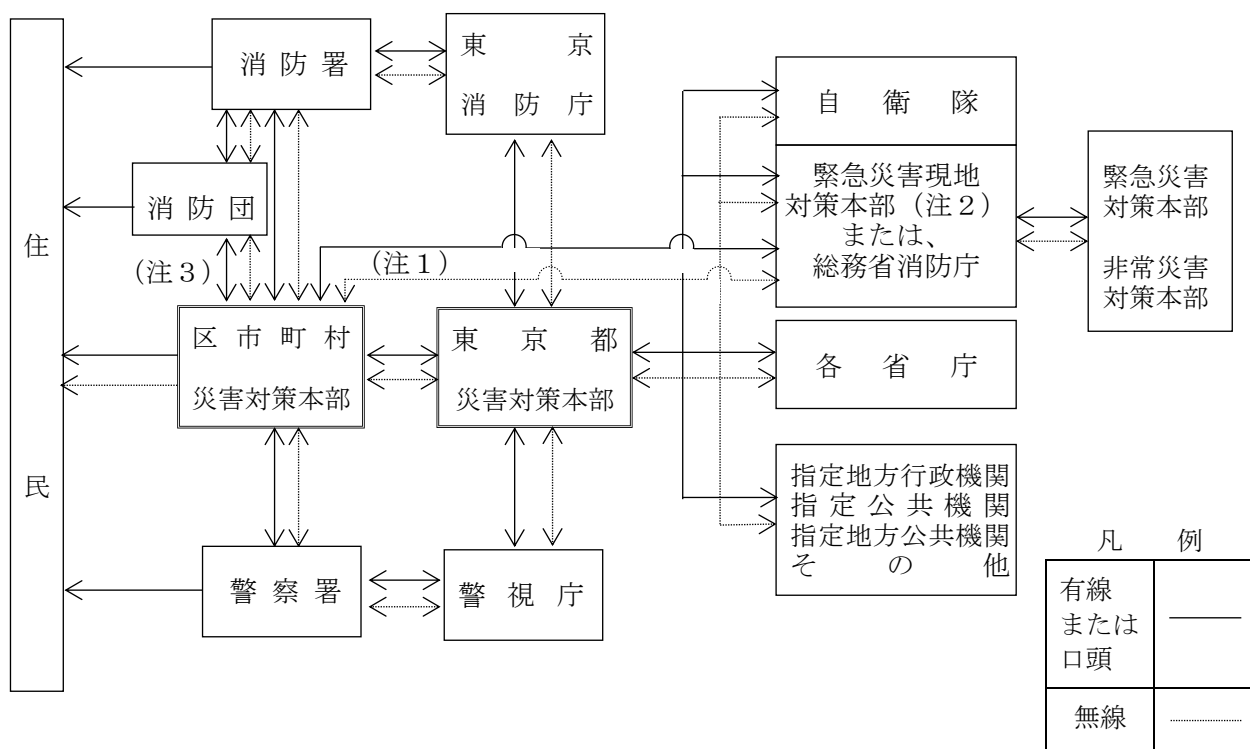 住
民
消防署
消防団
東京
消防庁
自衛隊
緊急災害現地
対策本部（注２）
または、
総務省消防庁
緊急災害
対策本部
非常災害
対策本部
（注３）
（注１）
区市町村
災害対策本部
東京都
災害対策本部
各省庁
指定地方行政機関
指定公共機関
指定地方公共機関
その他
警察署
警視庁
凡例
有線
または
口頭
無線